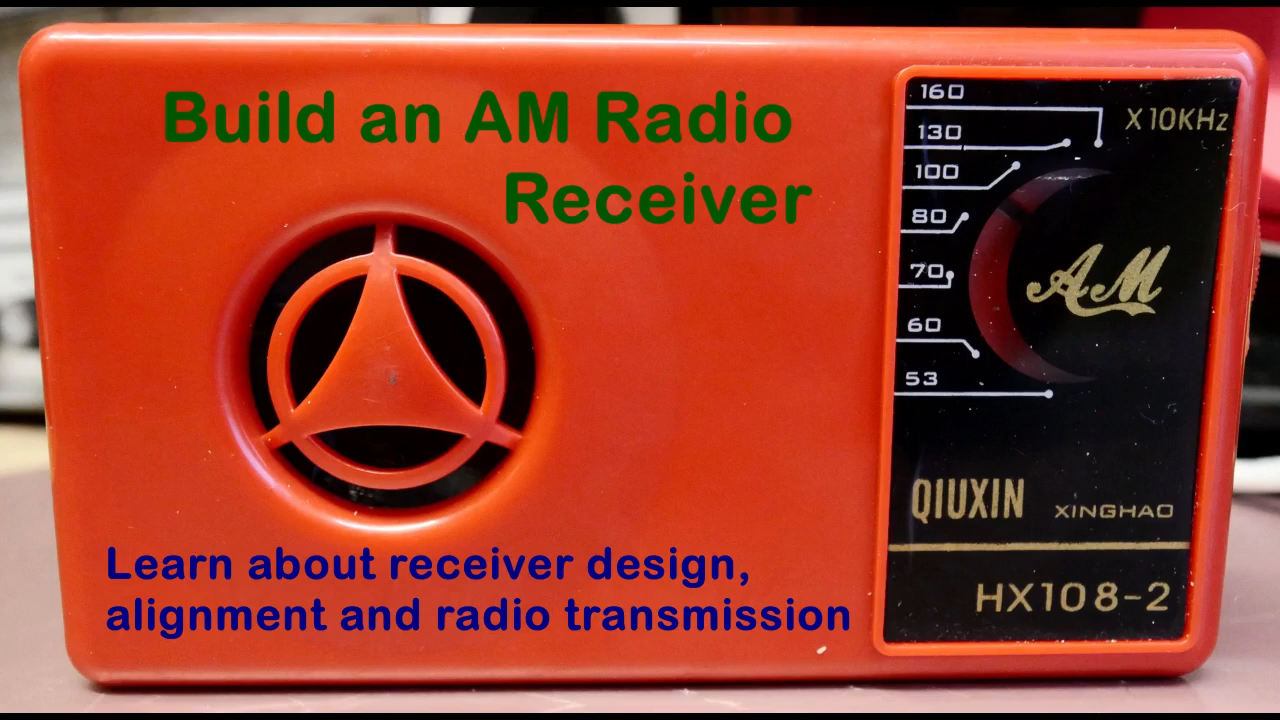 Build an AM Radio
Receiver
160
X10KHz
130
100
80
70
AM
60
53
QIUXIN XINGHAO
HX108-2
Learn about receiver design,
alignment and radio transmission